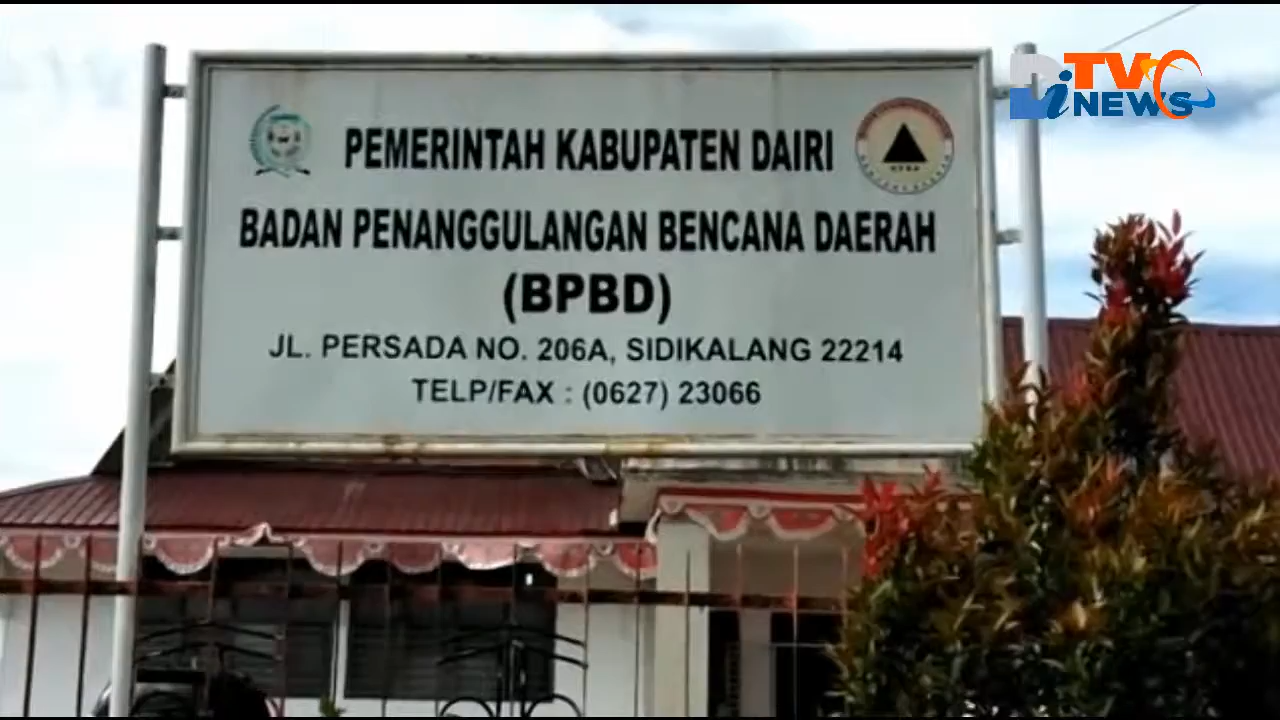 DiTV NEWS
PEMERINTAH KABUPATEN DAIRI
BADAN PENANGGULANGAN BENCANA DAERAH
(BPBD)
JL. PERSADA NO. 206A, SIDIKALANG 22214
TELP/FAX : (0627) 23066